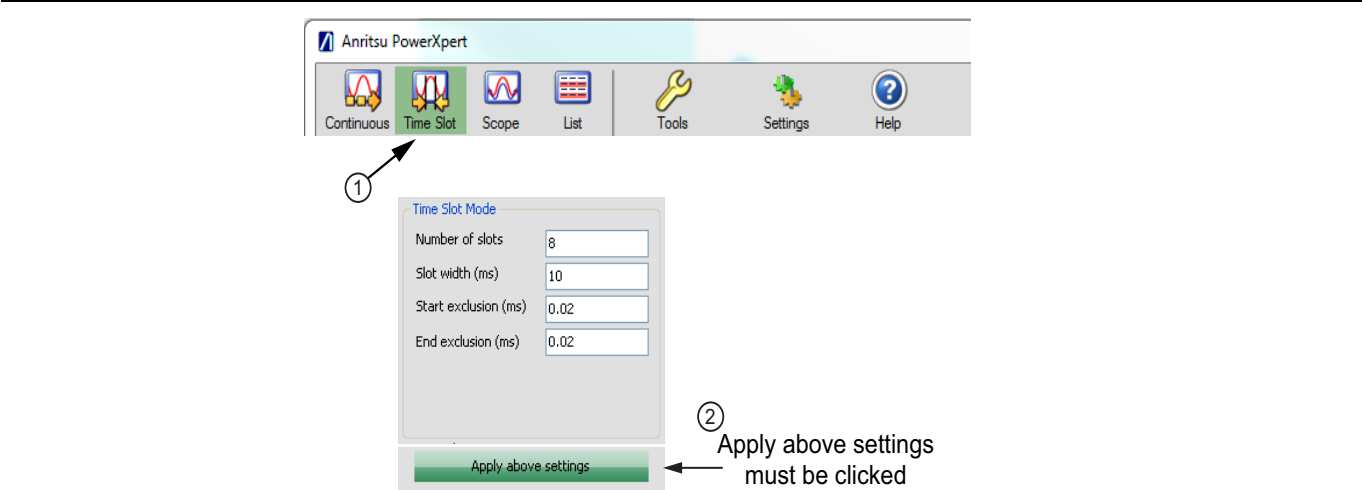 Anritsu PowerXpert
Continuous Time Slot Scope List Tools Settings Help
1
Time Slot Mode
Number of slots 8
Slot width (ms) 10
Start exclusion (ms) 0.02
End exclusion (ms) 0.02
2
Apply above settings
must be clicked
Apply above settings